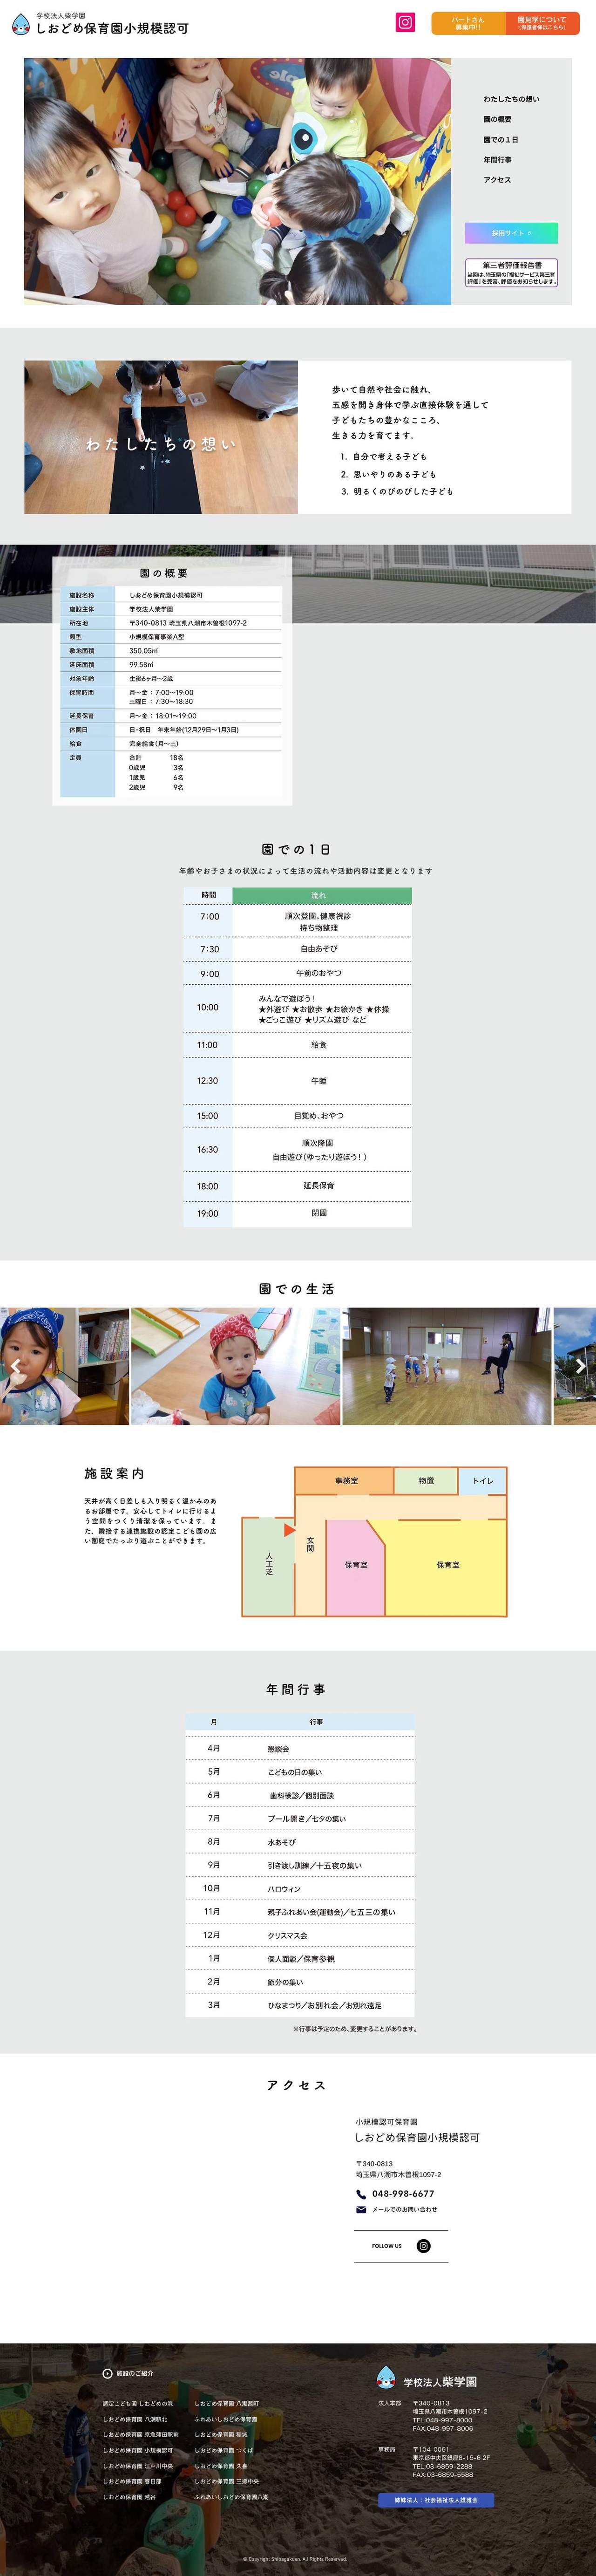 学校法人柴学園
しおどめ保育園小規模認可
パートさん
募集中!!
園見学について
(保護者様はこちら)
わたしたちの想い
園の概要
園での１日
年間行事
アクセス
採用サイト
第三者評価報告書
当園は、埼玉県の『福祉サービス第三者
評価』を受審、評価をお知らせします。
わたしたちの想い
歩いて自然や社会に触れ、
五感を開き身体で学ぶ直接体験を通して
子どもたちの豊かなこころ、
生きる力を育てます。
1. 自分で考える子ども
2. 思いやりのある子ども
3. 明るくのびのびした子ども
園の概要
施設名称 しおどめ保育園小規模認可
施設主体 学校法人柴学園
所在地 〒340-0813 埼玉県八潮市木曽根1097-2
類型 小規模保育事業A型
敷地面積 350.05㎡
延床面積 99.58㎡
対象年齢 生後6ヶ月～2歳
保育時間 月～金：7:00～19:00
土曜日：7:30～18:30
延長保育 月～金：18:01～19:00
休園日 日・祝日　年末年始(12月29日～1月3日)
給食 完全給食(月～土)
定員 合計 18名
0歳児 3名
1歳児 6名
2歳児 9名
園での1日
年齢やお子さまの状況によって生活の流れや活動内容は変更となります
時間 流れ
7:00 順次登園、健康視診
持ち物整理
7:30 自由あそび
9:00 午前のおやつ
10:00 みんなで遊ぼう！
★外遊び ★お散歩 ★お絵かき ★体操
★ごっこ遊び ★リズム遊び など
11:00 給食
12:30 午睡
15:00 目覚め、おやつ
16:30 順次降園
自由遊び(ゆったり遊ぼう！)
18:00 延長保育
19:00 閉園
園での生活
施設案内
天井が高く日差しも入り明るく温かみのあ
るお部屋です。安心してトイレに行けるよ
う空間をつくり清潔を保っています。ま
た、隣接する連携施設の認定こども園の広
い園庭でたっぷり遊ぶことができます。
事務室
物置
トイレ
人工芝
玄関
保育室
保育室
年間行事
月 行事
4月 懇談会
5月 こどもの日の集い
6月 歯科検診／個別面談
7月 プール開き／七夕の集い
8月 水あそび
9月 引き渡し訓練／十五夜の集い
10月 ハロウィン
11月 親子ふれあい会(運動会)／七五三の集い
12月 クリスマス会
1月 個人面談／保育参観
2月 節分の集い
3月 ひなまつり／お別れ会／お別れ遠足
※行事は予定のため、変更することがあります。
アクセス
小規模認可保育園
しおどめ保育園小規模認可
〒340-0813
埼玉県八潮市木曽根1097-2
048-998-6677
メールでのお問い合わせ
FOLLOW US
施設のご紹介
認定こども園 しおどめの森
しおどめ保育園 八潮駅北
しおどめ保育園 京急蒲田駅前
しおどめ保育園 小規模認可
しおどめ保育園 江戸川中央
しおどめ保育園 春日部
しおどめ保育園 越谷
しおどめ保育園 八潮茜町
ふれあいしおどめ保育園
しおどめ保育園 稲城
しおどめ保育園 つくば
しおどめ保育園 久喜
しおどめ保育園 三郷中央
ふれあいしおどめ保育園八潮
学校法人柴学園
法人本部 〒340-0813
埼玉県八潮市木曽根1097-2
TEL:048-997-8000
FAX:048-997-8006
事務局 〒104-0061
東京都中央区銀座8-15-6 2F
TEL:03-6859-2288
FAX:03-6859-5588
姉妹法人：社会福祉法人雄雅会
© Copyright Shibagakuen. All Rights Reserved.